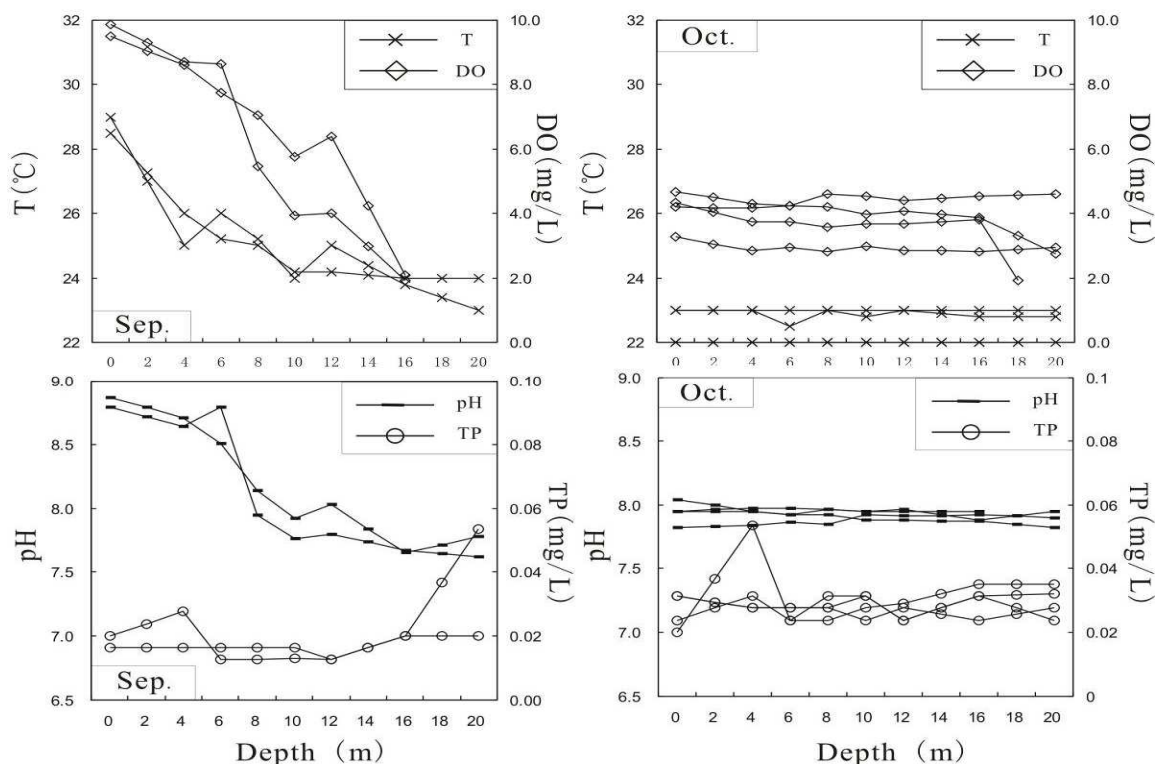 Sep.
T
DO
T (℃)
32
30
28
26
24
22
10.0
8.0
6.0
4.0
2.0
0.0
DO (mg/L)
0 2 4 6 8 10 12 14 16 18 20
Oct.
T
DO
T (℃)
32
30
28
26
24
22
10.0
8.0
6.0
4.0
2.0
0.0
DO (mg/L)
0 2 4 6 8 10 12 14 16 18 20
Sep.
pH
TP
pH
9.0
8.5
8.0
7.5
7.0
6.5
0.10
0.08
0.06
0.04
0.02
0.00
TP (mg/L)
0 2 4 6 8 10 12 14 16 18 20
Depth (m)
Oct.
pH
TP
pH
9.0
8.5
8.0
7.5
7.0
6.5
0.1
0.08
0.06
0.04
0.02
0
TP (mg/L)
0 2 4 6 8 10 12 14 16 18 20
Depth (m)